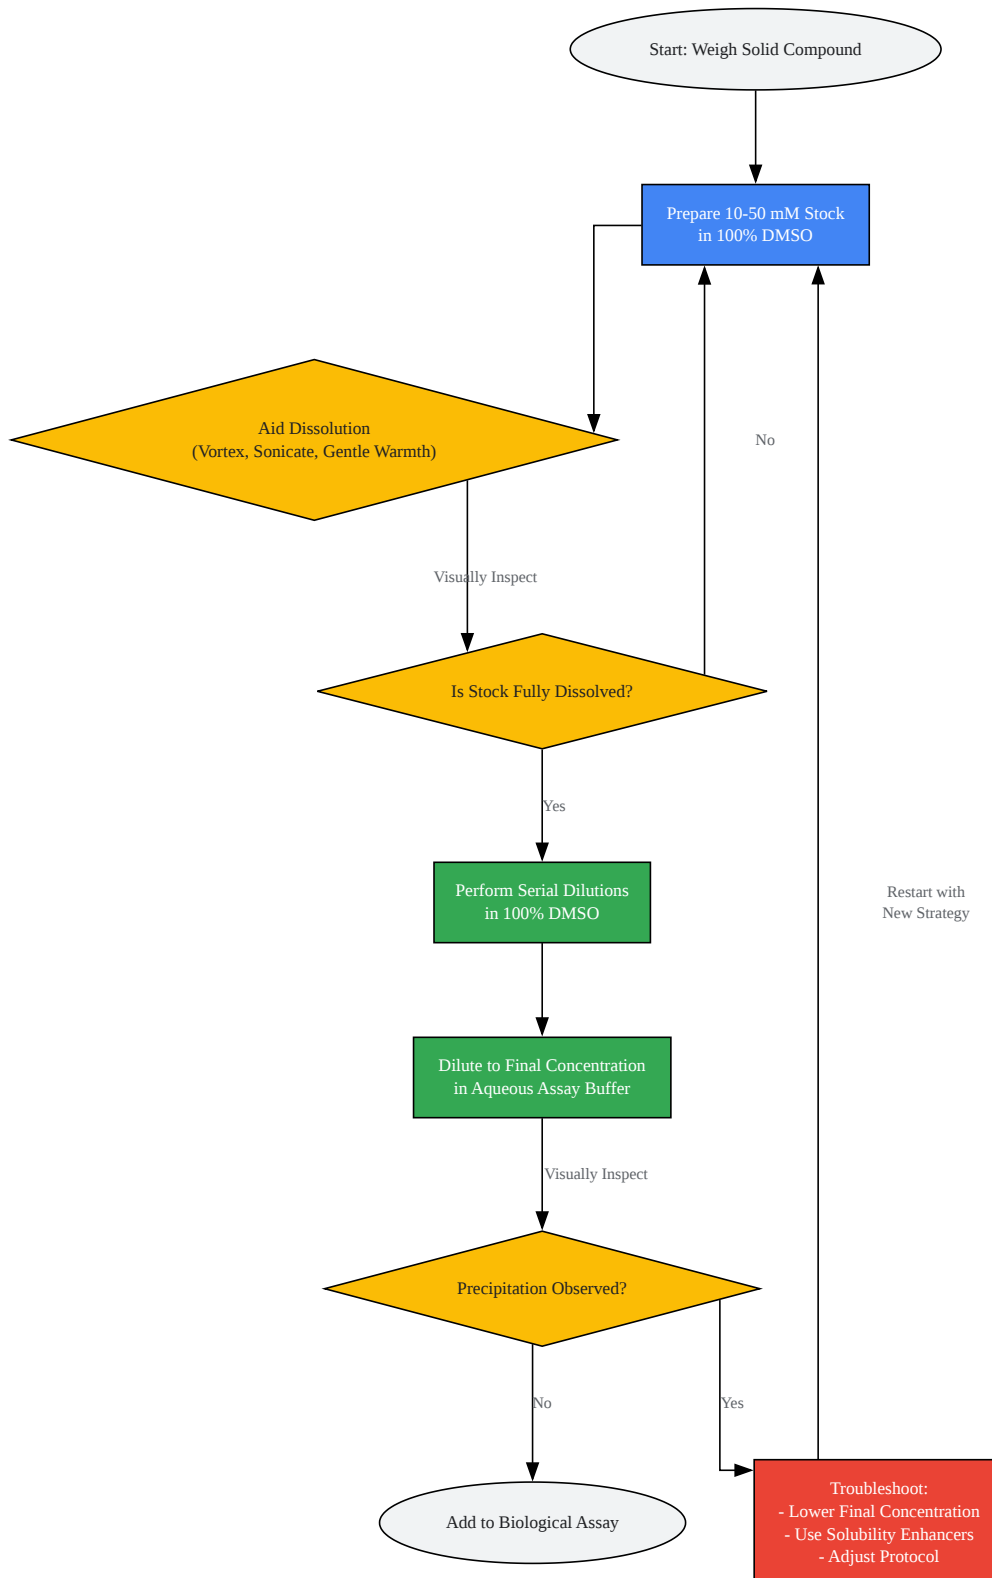 Start: Weigh Solid Compound
Prepare 10-50 mM Stock
in 100% DMSO
Aid Dissolution
(Vortex, Sonicate, Gentle Warmth)
No
Visually Inspect
Is Stock Fully Dissolved?
Yes
Perform Serial Dilutions
in 100% DMSO
Restart with
New Strategy
Dilute to Final Concentration
in Aqueous Assay Buffer
Visually Inspect
Precipitation Observed?
No
Yes
Add to Biological Assay
Troubleshoot:
- Lower Final Concentration
- Use Solubility Enhancers
- Adjust Protocol